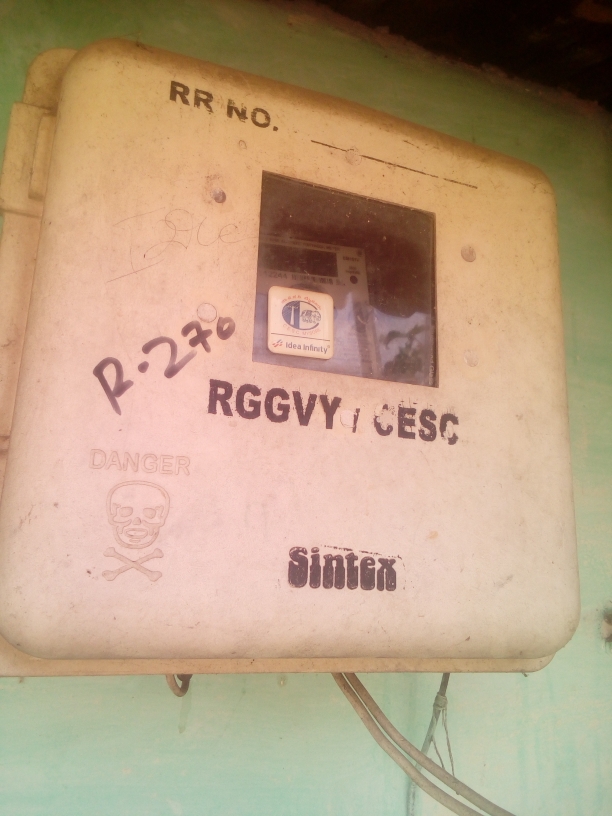 RR NO.
R-270
idea infinity
RGGVY / CESC
DANGER
Sintex